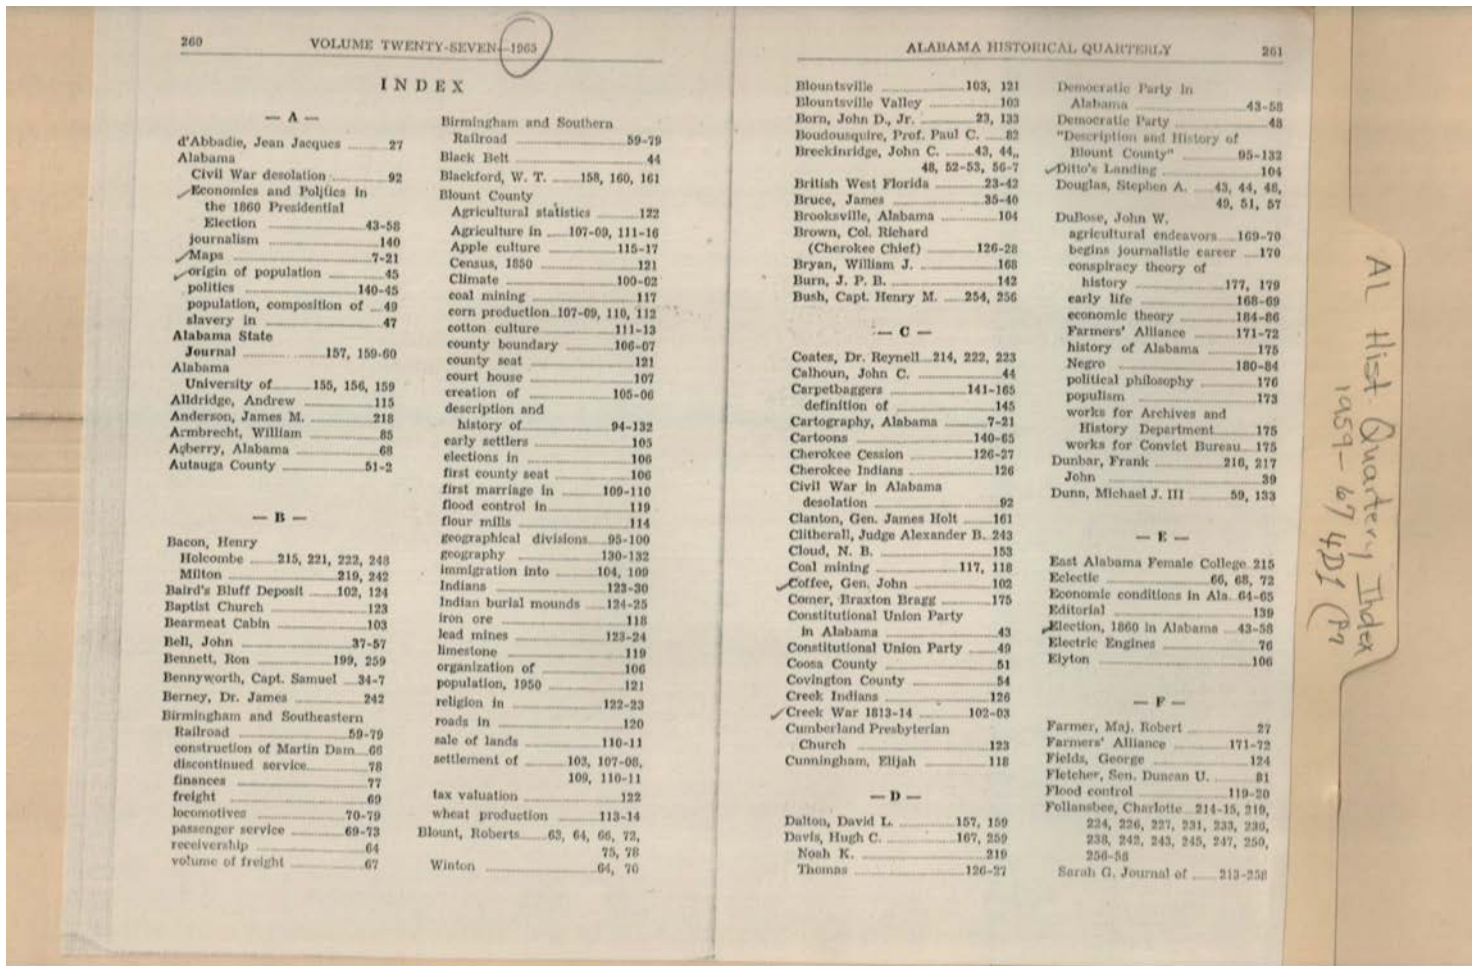 260
VOLUME TWENTY-SEVEN—1965
INDEX
— A —
d'Abbadie, Jean Jacques ........ 27
Alabama
Civil War desolation ........ 92
Economics and Politics in
the 1860 Presidential
Election ........ 43-58
journalism ........ 140
Maps ........ 7-21
origin of population ........ 45
politics ........ 140-45
population, composition of ... 49
slavery in ........ 47
Alabama State
Journal ........ 157, 159-60
Alabama
University of ........ 155, 156, 159
Alldridge, Andrew ........ 115
Anderson, James M. ........ 218
Armbrecht, William ........ 85
Asberry, Alabama ........ 68
Autauga County ........ 51-2
— B —
Bacon, Henry
Holcombe ........ 215, 221, 222, 248
Milton ........ 219, 242
Baird's Bluff Deposit ........ 102, 124
Baptist Church ........ 123
Bearmeat Cabin ........ 103
Bell, John ........ 37-57
Bennett, Ron ........ 199, 259
Bennyworth, Capt. Samuel ... 34-7
Berney, Dr. James ........ 242
Birmingham and Southeastern
Railroad ........ 59-79
construction of Martin Dam ... 66
discontinued service ........ 78
finances ........ 77
freight ........ 69
locomotives ........ 70-79
passenger service ........ 69-73
receivership ........ 64
volume of freight ........ 67
Birmingham and Southern
Railroad ........ 59-79
Black Belt ........ 44
Blackford, W. T. ........ 158, 160, 161
Blount County
Agricultural statistics ........ 122
Agriculture in ... 107-09, 111-16
Apple culture ........ 115-17
Census, 1850 ........ 121
Climate ........ 100-02
coal mining ........ 117
corn production ... 107-09, 110, 112
cotton culture ........ 111-13
county boundary ........ 106-07
county seat ........ 121
court house ........ 107
creation of ........ 105-06
description and
history of ........ 94-132
early settlers ........ 105
elections in ........ 106
first county seat ........ 106
first marriage in ........ 109-110
flood control in ........ 119
flour mills ........ 114
geographical divisions ... 95-100
geography ........ 130-132
immigration into ........ 104, 109
Indians ........ 123-30
Indian burial mounds ... 124-25
iron ore ........ 118
lead mines ........ 123-24
limestone ........ 119
organization of ........ 106
population, 1950 ........ 121
religion in ........ 122-23
roads in ........ 120
sale of lands ........ 110-11
settlement of ........ 103, 107-08,
109, 110-11
tax valuation ........ 122
wheat production ........ 113-14
Blount, Roberts ........ 63, 64, 66, 72,
75, 78
Winton ........ 64, 70
ALABAMA HISTORICAL QUARTERLY
261
Blountsville ........ 103, 121
Blountsville Valley ........ 103
Born, John D., Jr. ........ 23, 133
Boudousquire, Prof. Paul C. ... 82
Breckinridge, John C. ... 43, 44,,
48, 52-53, 56-7
British West Florida ........ 23-42
Bruce, James ........ 35-40
Brooksville, Alabama ........ 104
Brown, Col. Richard
(Cherokee Chief) ........ 126-28
Bryan, William J. ........ 168
Burn, J. P. B. ........ 142
Bush, Capt. Henry M. ... 254, 256
— C —
Coates, Dr. Reynell ... 214, 222, 223
Calhoun, John C. ........ 44
Carpetbaggers ........ 141-165
definition of ........ 145
Cartography, Alabama ........ 7-21
Cartoons ........ 140-65
Cherokee Cession ........ 126-27
Cherokee Indians ........ 126
Civil War in Alabama
desolation ........ 92
Clanton, Gen. James Holt ... 161
Clitherall, Judge Alexander B. 243
Cloud, N. B. ........ 153
Coal mining ........ 117, 118
Coffee, Gen. John ........ 102
Comer, Braxton Bragg ........ 175
Constitutional Union Party
in Alabama ........ 43
Constitutional Union Party ... 49
Coosa County ........ 51
Covington County ........ 54
Creek Indians ........ 126
Creek War 1813-14 ........ 102-03
Cumberland Presbyterian
Church ........ 123
Cunningham, Elijah ........ 118
— D —
Dalton, David L. ........ 157, 159
Davis, Hugh C. ........ 167, 259
Noah K. ........ 219
Thomas ........ 126-27
Democratic Party in
Alabama ........ 43-58
Democratic Party ........ 48
"Description and History of
Blount County" ........ 95-132
Ditto's Landing ........ 104
Douglas, Stephen A. ... 43, 44, 48,
49, 51, 57
DuBose, John W.
agricultural endeavors ... 169-70
begins journalistic career ... 170
conspiracy theory of
history ........ 177, 179
early life ........ 168-69
economic theory ........ 184-86
Farmers' Alliance ........ 171-72
history of Alabama ........ 175
Negro ........ 180-84
political philosophy ........ 176
populism ........ 173
works for Archives and
History Department ........ 175
works for Convict Bureau ... 175
Dunbar, Frank ........ 216, 217
John ........ 39
Dunn, Michael J. III ........ 59, 133
— E —
East Alabama Female College 215
Eclectic ........ 66, 68, 72
Economic conditions in Ala. 64-65
Editorial ........ 139
Election, 1860 in Alabama ... 43-58
Electric Engines ........ 76
Elyton ........ 106
— F —
Farmer, Maj. Robert ........ 27
Farmers' Alliance ........ 171-72
Fields, George ........ 124
Fletcher, Sen. Duncan U. ... 81
Flood control ........ 119-20
Follansbee, Charlotte ... 214-15, 219,
224, 226, 227, 231, 233, 236,
238, 242, 243, 245, 247, 250,
256-58
Sarah G. Journal of ... 213-258
AL Hist Quarterly Index
1959-67 4D1 (P7